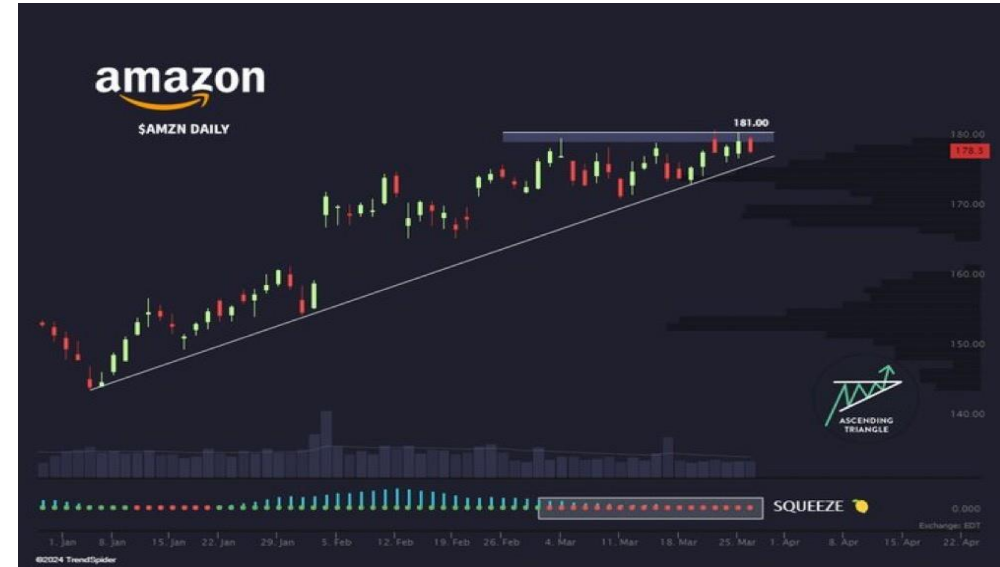 amazon
$AMZN DAILY
181.00
180.00
178.5
170.00
160.00
150.00
140.00
ASCENDING
TRIANGLE
SQUEEZE 🍋
0.000
Exchange: EDT
1. Jan 8. Jan 15. Jan 22. Jan 29. Jan 5. Feb 12. Feb 19. Feb 26. Feb 4. Mar 11. Mar 18. Mar 25. Mar 1. Apr 8. Apr 15. Apr 22. Apr
©2024 TrendSpider